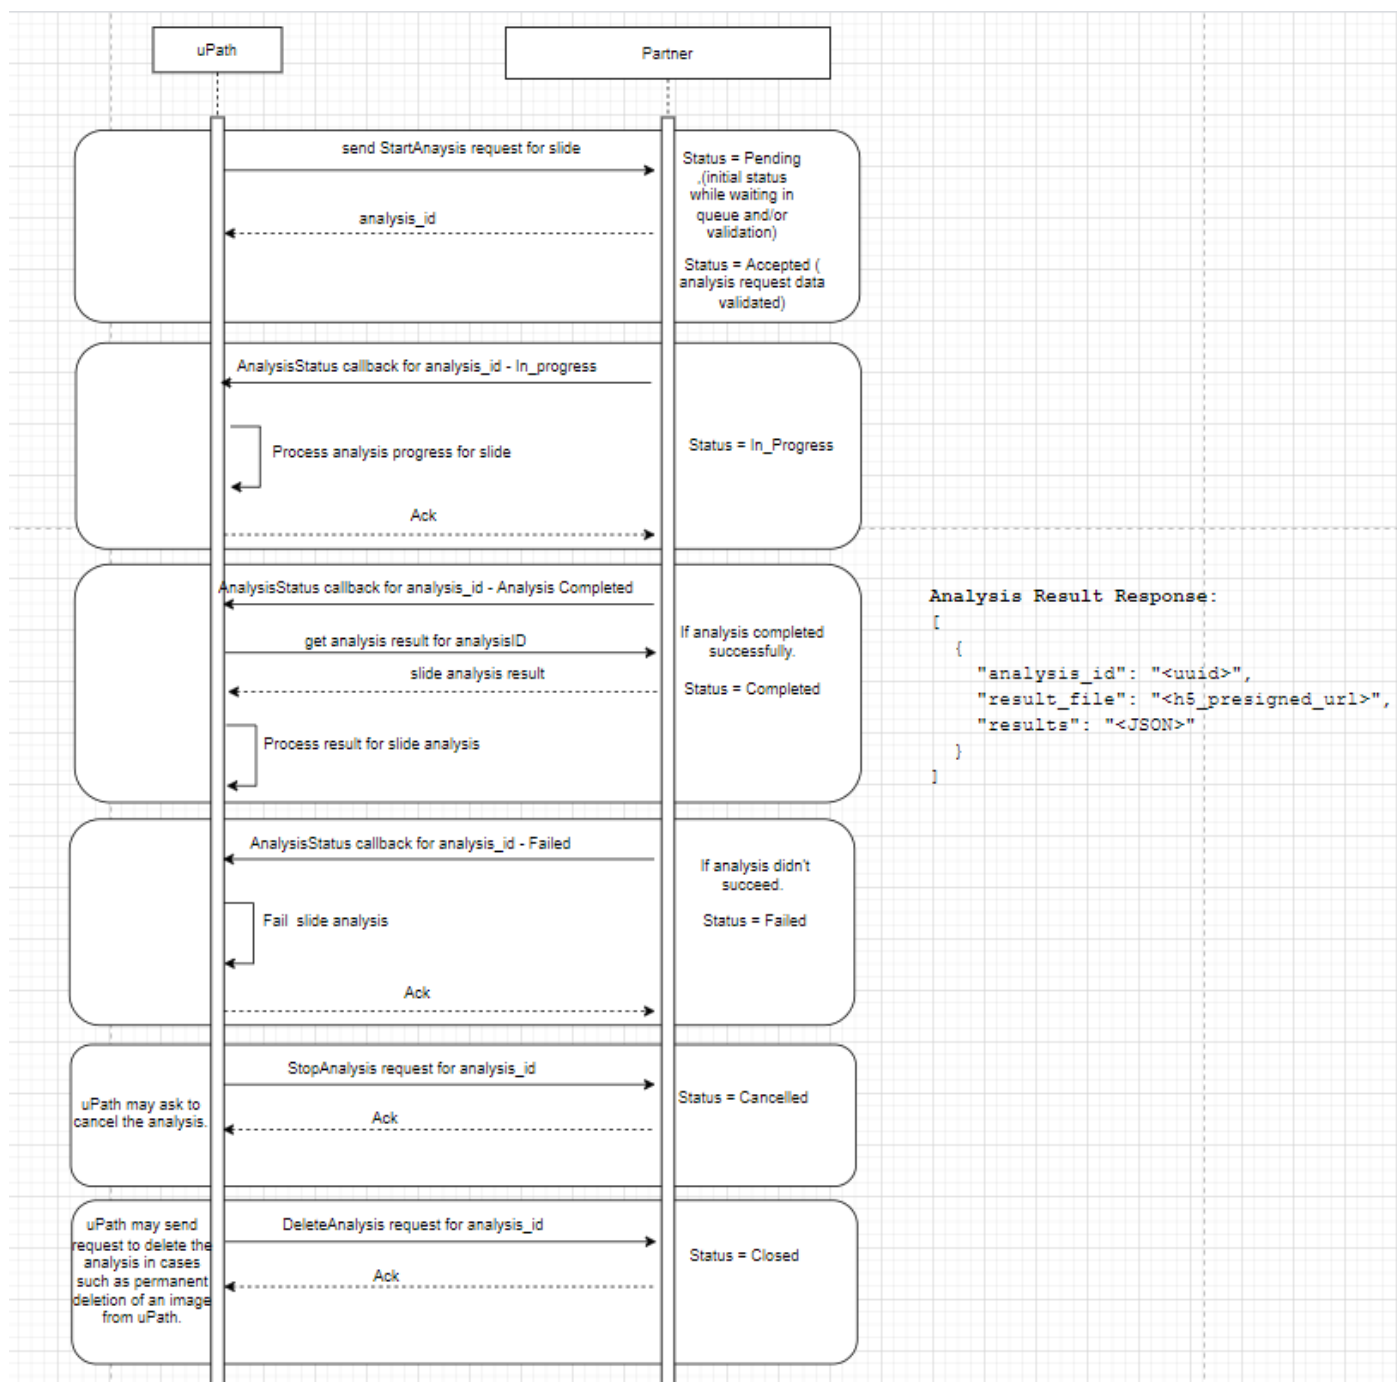 uPath
Partner
send StartAnaysis request for slide
analysis_id
Status = Pending
,(initial status
while waiting in
queue and/or
validation)
Status = Accepted (
analysis request data
validated)
AnalysisStatus callback for analysis_id - In_progress
Process analysis progress for slide
Ack
Status = In_Progress
AnalysisStatus callback for analysis_id - Analysis Completed
get analysis result for analysisID
slide analysis result
Process result for slide analysis
If analysis completed
successfully.
Status = Completed
Analysis Result Response:
[
{
"analysis_id": "<uuid>",
"result_file": "<h5_presigned_url>",
"results": "<JSON>"
}
]
AnalysisStatus callback for analysis_id - Failed
Fail  slide analysis
Ack
If analysis didn't
succeed.
Status = Failed
uPath may ask to
cancel the analysis.
StopAnalysis request for analysis_id
Ack
Status = Cancelled
uPath may send
request to delete the
analysis in cases
such as permanent
deletion of an image
from uPath.
DeleteAnalysis request for analysis_id
Ack
Status = Closed